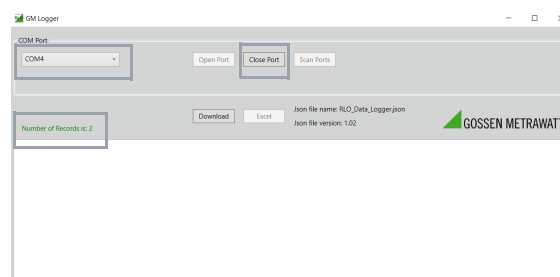 GM Logger
COM Port
COM4
Open Port
Close Port
Scan Ports
Download
Excel
Json file name: RLO_Data_Logger.json
Json file version: 1.02
Number of Records is: 2
GOSSEN METRAWATT